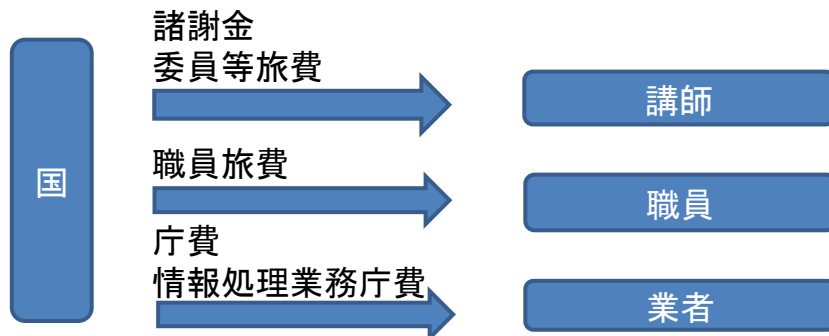 諸謝金
委員等旅費
講師
国
職員旅費
職員
庁費
情報処理業務庁費
業者